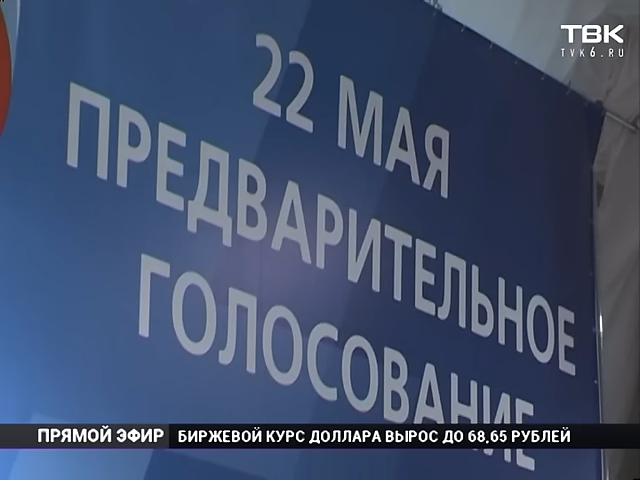 ТВК
TVK6.RU
22 МАЯ
ПРЕДВАРИТЕЛЬНОЕ
ГОЛОСОВАНИЕ
ПРЯМОЙ ЭФИР
БИРЖЕВОЙ КУРС ДОЛЛАРА ВЫРОС ДО 68,65 РУБЛЕЙ